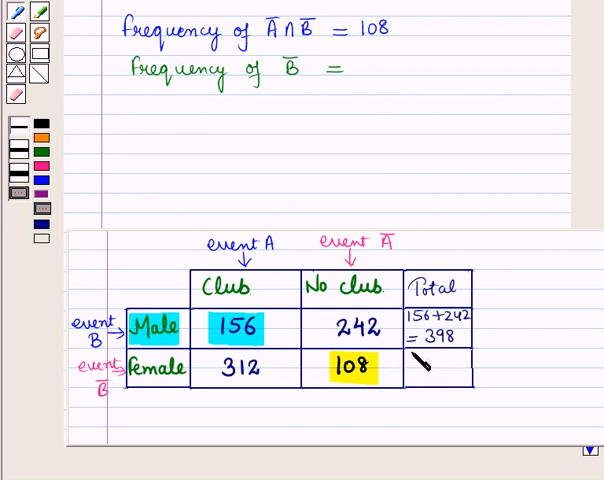 frequency of A̅ ∩ B̅ = 108
frequency of B̅ =
event A
event A̅
Club
No club
Total
event B
Male
156
242
156+242 = 398
event B̅
Female
312
108